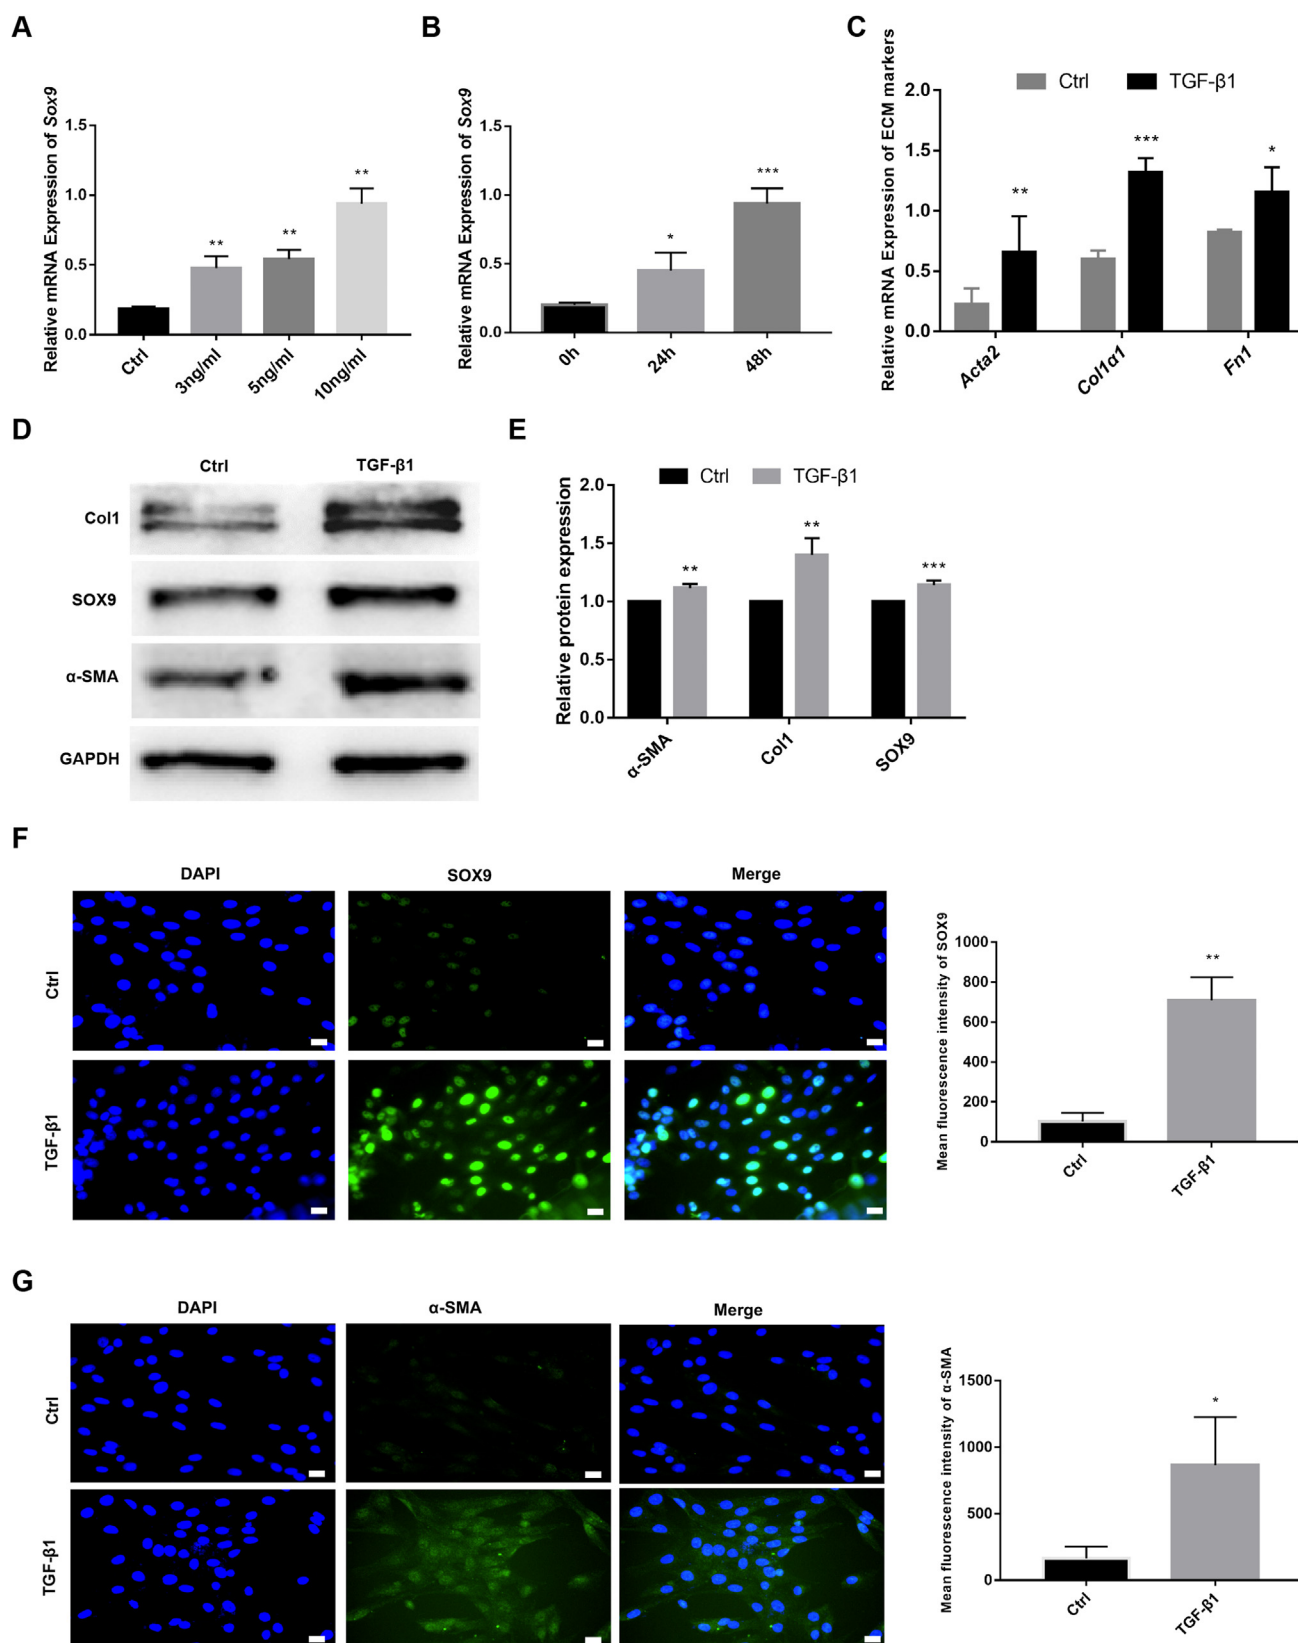 A
Relative mRNA Expression of Sox9
1.5
1.0
0.5
0.0
**
**
**
Ctrl
3ng/ml
5ng/ml
10ng/ml
B
Relative mRNA Expression of Sox9
1.5
1.0
0.5
0.0
*
***
0h
24h
48h
C
Relative mRNA Expression of ECM markers
Ctrl
TGF-β1
2.0
1.5
1.0
0.5
0.0
**
***
*
Acta2
Col1α1
Fn1
D
Ctrl
TGF-β1
Col1
SOX9
α-SMA
GAPDH
E
Relative protein expression
Ctrl
TGF-β1
2.0
1.5
1.0
0.5
0.0
**
**
***
α-SMA
Col1
SOX9
F
DAPI
SOX9
Merge
Ctrl
TGF-β1
Mean fluorescence intensity of SOX9
1000
800
600
400
200
0
**
Ctrl
TGF-β1
G
DAPI
α-SMA
Merge
Ctrl
TGF-β1
Mean fluorescence intensity of α-SMA
1500
1000
500
0
*
Ctrl
TGF-β1